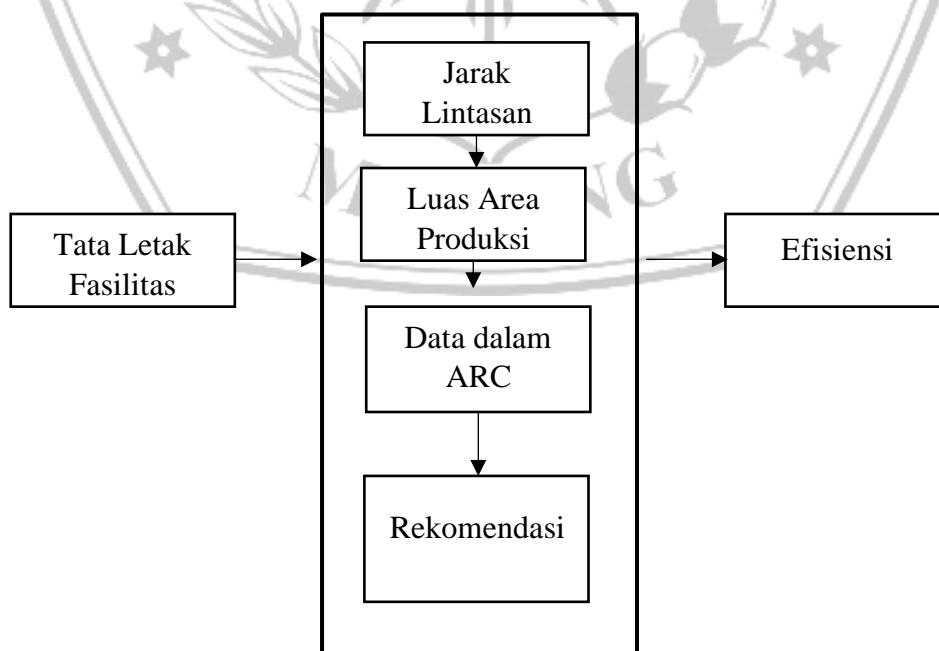 Jarak
Lintasan
Luas Area
Produksi
Tata Letak
Fasilitas
Efisiensi
Data dalam
ARC
Rekomendasi